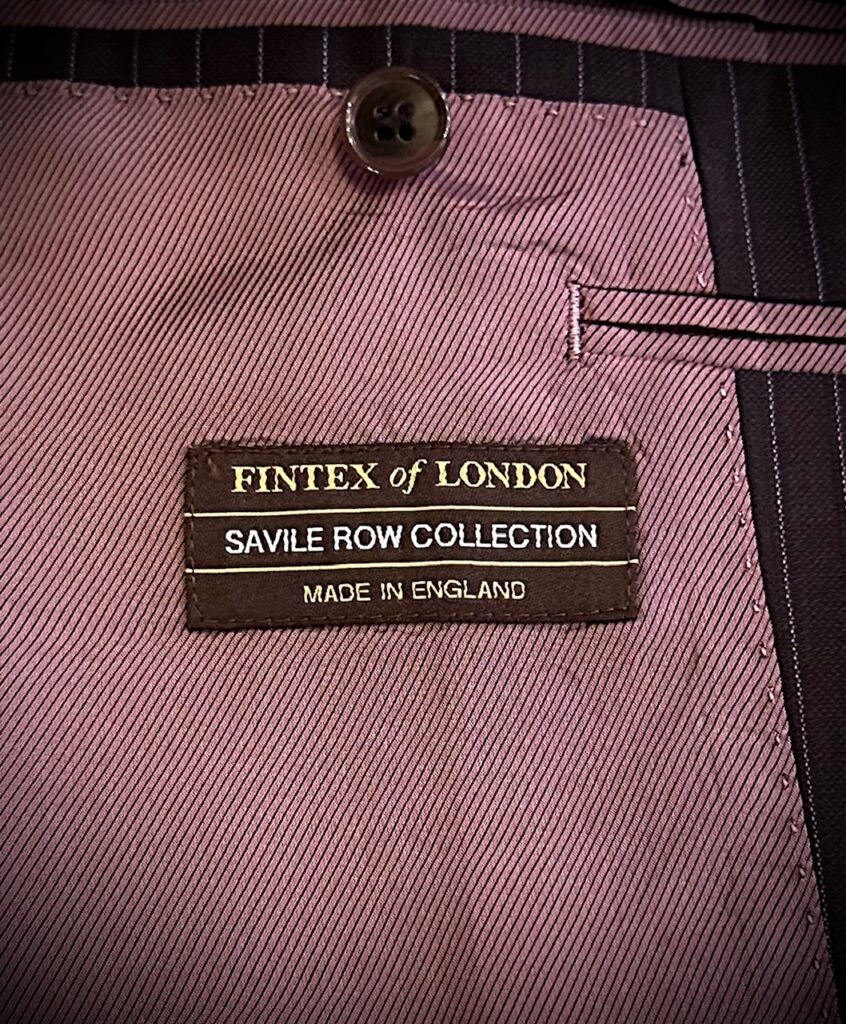 FINTEX of LONDON
SAVILE ROW COLLECTION
MADE IN ENGLAND